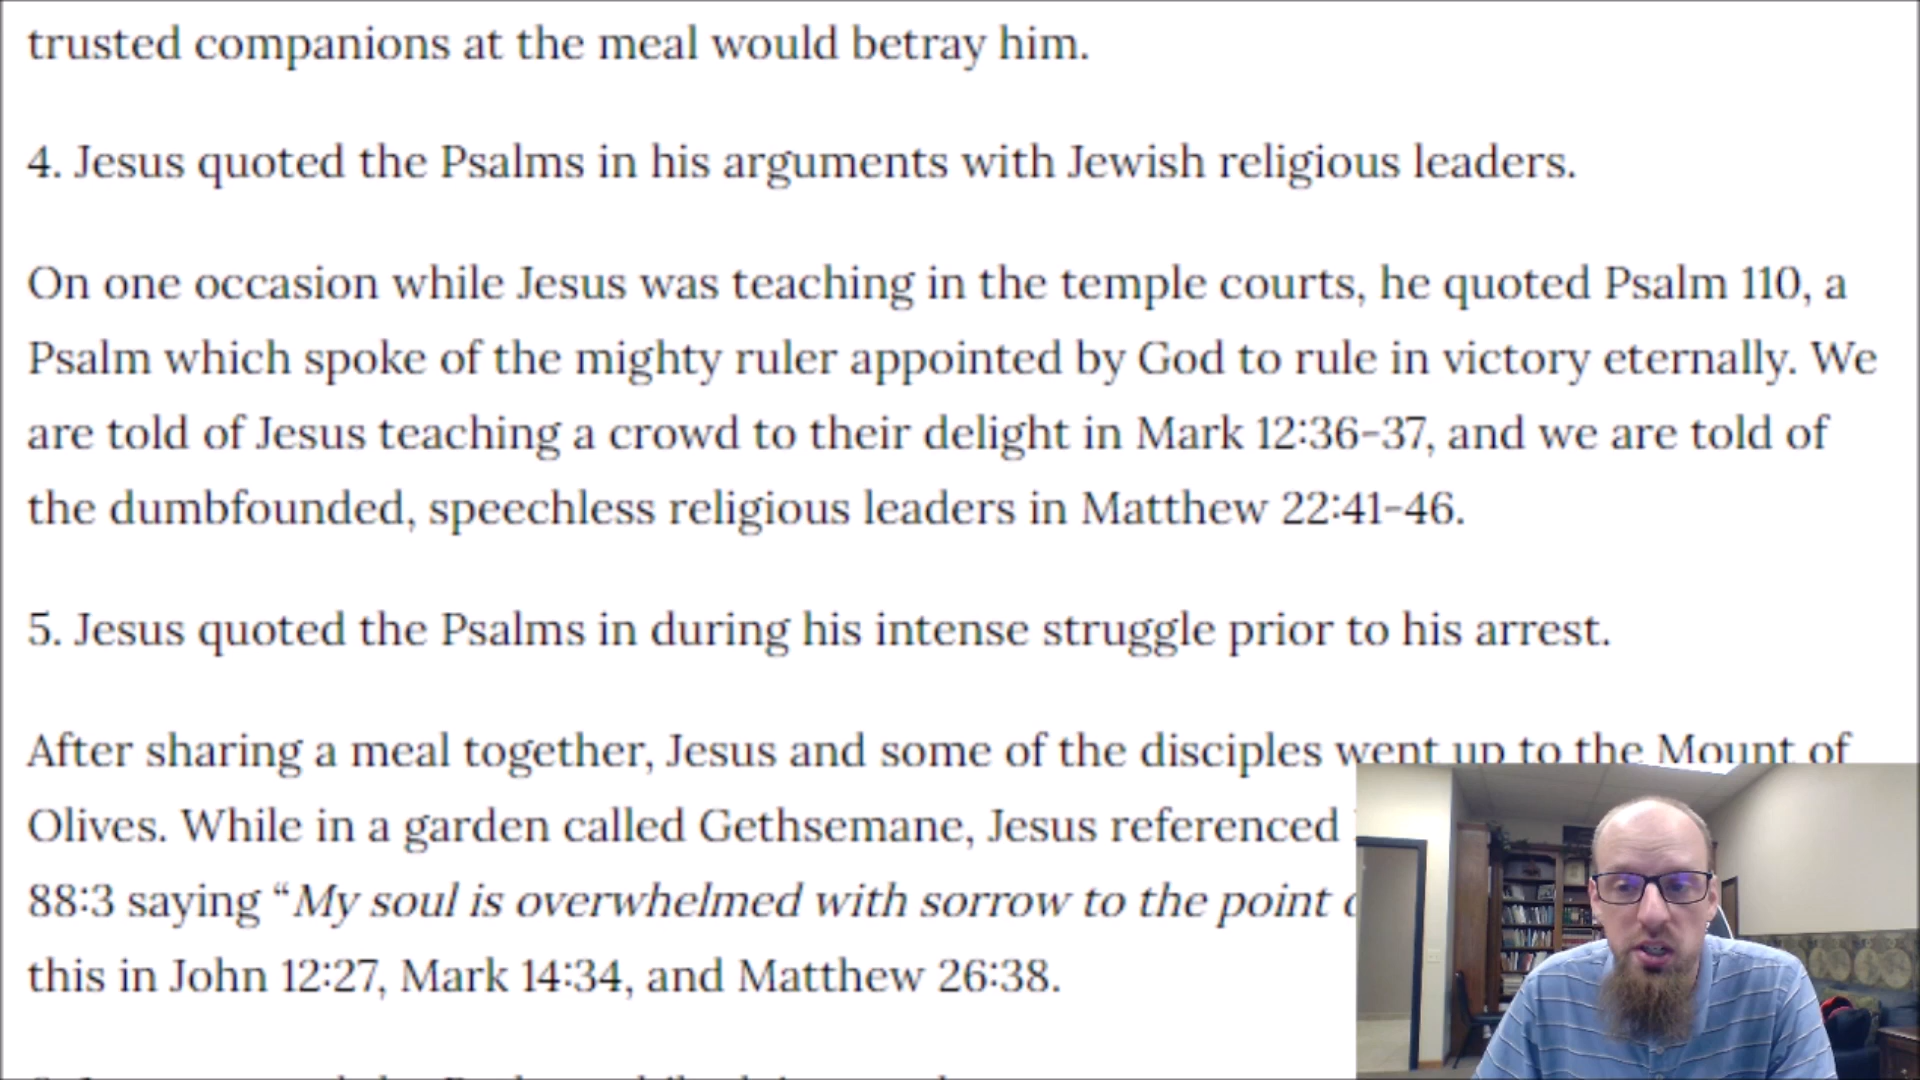 trusted companions at the meal would betray him.
4. Jesus quoted the Psalms in his arguments with Jewish religious leaders.
On one occasion while Jesus was teaching in the temple courts, he quoted Psalm 110, a
Psalm which spoke of the mighty ruler appointed by God to rule in victory eternally. We
are told of Jesus teaching a crowd to their delight in Mark 12:36-37, and we are told of
the dumbfounded, speechless religious leaders in Matthew 22:41-46.
5. Jesus quoted the Psalms in during his intense struggle prior to his arrest.
After sharing a meal together, Jesus and some of the disciples went up to the Mount of
Olives. While in a garden called Gethsemane, Jesus referenced
88:3 saying “My soul is overwhelmed with sorrow to the point
this in John 12:27, Mark 14:34, and Matthew 26:38.